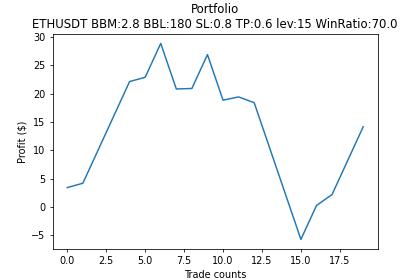 Portfolio
ETHUSDT BBM:2.8 BBL:180 SL:0.8 TP:0.6 lev:15 WinRatio:70.0
30
25
20
15
10
5
0
−5
Profit ($)
0.0 2.5 5.0 7.5 10.0 12.5 15.0 17.5
Trade counts